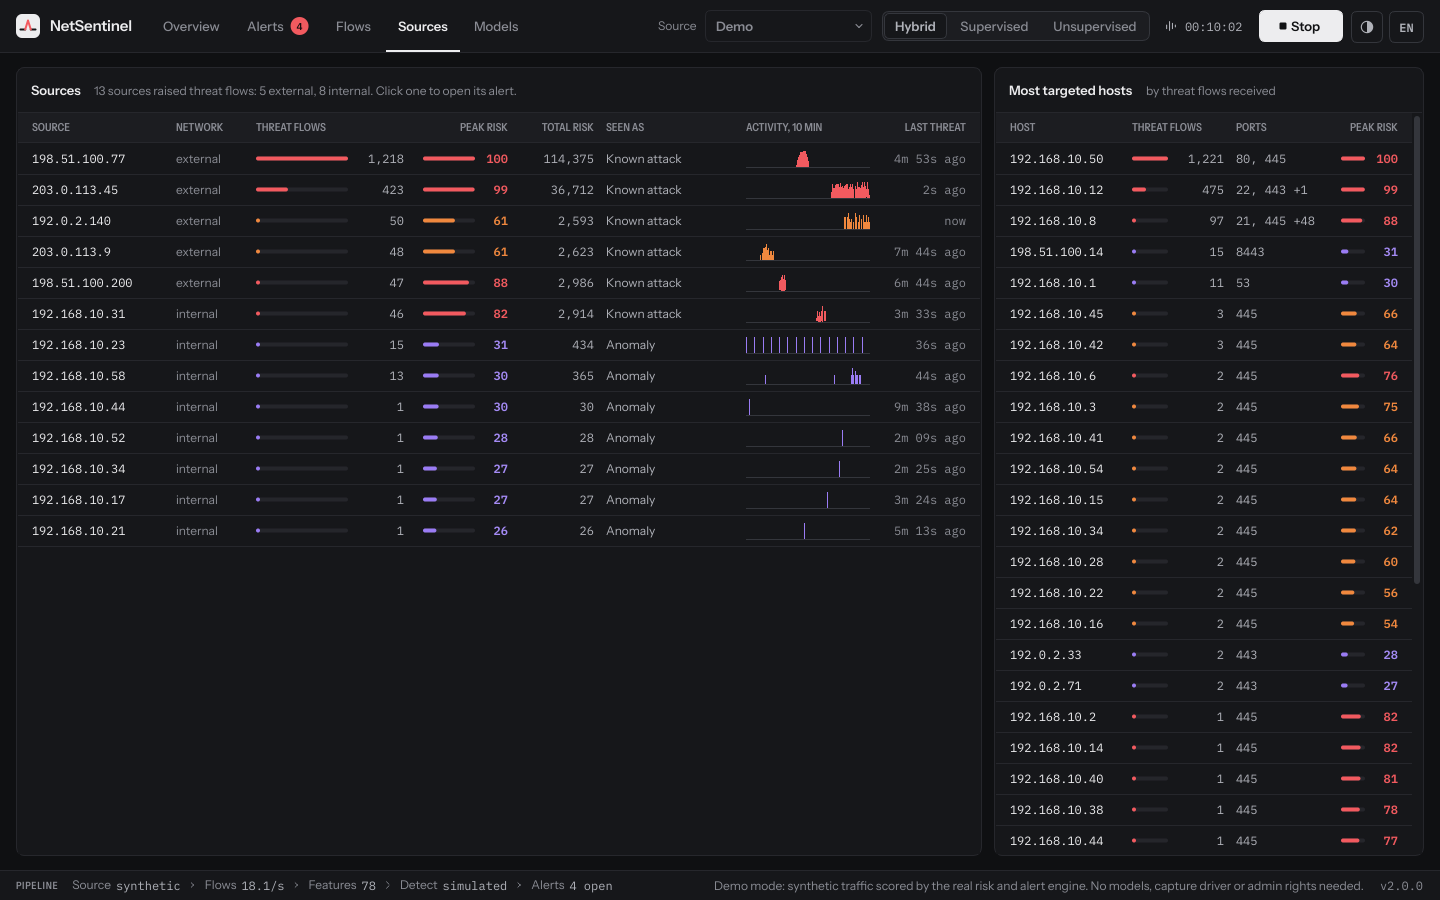 NetSentinel Overview Alerts 4 Flows Sources Models Source Demo Hybrid Supervised Unsupervised 00:10:02 Stop EN
Sources 13 sources raised threat flows: 5 external, 8 internal. Click one to open its alert.
SOURCE NETWORK THREAT FLOWS PEAK RISK TOTAL RISK SEEN AS ACTIVITY, 10 MIN LAST THREAT
198.51.100.77 external 1,218 100 114,375 Known attack 4m 53s ago
203.0.113.45 external 423 99 36,712 Known attack 2s ago
192.0.2.140 external 50 61 2,593 Known attack now
203.0.113.9 external 48 61 2,623 Known attack 7m 44s ago
198.51.100.200 external 47 88 2,986 Known attack 6m 44s ago
192.168.10.31 internal 46 82 2,914 Known attack 3m 33s ago
192.168.10.23 internal 15 31 434 Anomaly 36s ago
192.168.10.58 internal 13 30 365 Anomaly 44s ago
192.168.10.44 internal 1 30 30 Anomaly 9m 38s ago
192.168.10.52 internal 1 28 28 Anomaly 2m 09s ago
192.168.10.34 internal 1 27 27 Anomaly 2m 25s ago
192.168.10.17 internal 1 27 27 Anomaly 3m 24s ago
192.168.10.21 internal 1 26 26 Anomaly 5m 13s ago
Most targeted hosts by threat flows received
HOST THREAT FLOWS PORTS PEAK RISK
192.168.10.50 1,221 80, 445 100
192.168.10.12 475 22, 443 +1 99
192.168.10.8 97 21, 445 +48 88
198.51.100.14 15 8443 31
192.168.10.1 11 53 30
192.168.10.45 3 445 66
192.168.10.42 3 445 64
192.168.10.6 2 445 76
192.168.10.3 2 445 75
192.168.10.41 2 445 66
192.168.10.54 2 445 64
192.168.10.15 2 445 64
192.168.10.34 2 445 62
192.168.10.28 2 445 60
192.168.10.22 2 445 56
192.168.10.16 2 445 54
192.0.2.33 2 443 28
192.0.2.71 2 443 27
192.168.10.2 1 445 82
192.168.10.14 1 445 82
192.168.10.40 1 445 81
192.168.10.38 1 445 78
192.168.10.44 1 445 77
PIPELINE Source synthetic › Flows 18.1/s › Features 78 › Detect simulated › Alerts 4 open Demo mode: synthetic traffic scored by the real risk and alert engine. No models, capture driver or admin rights needed. v2.0.0